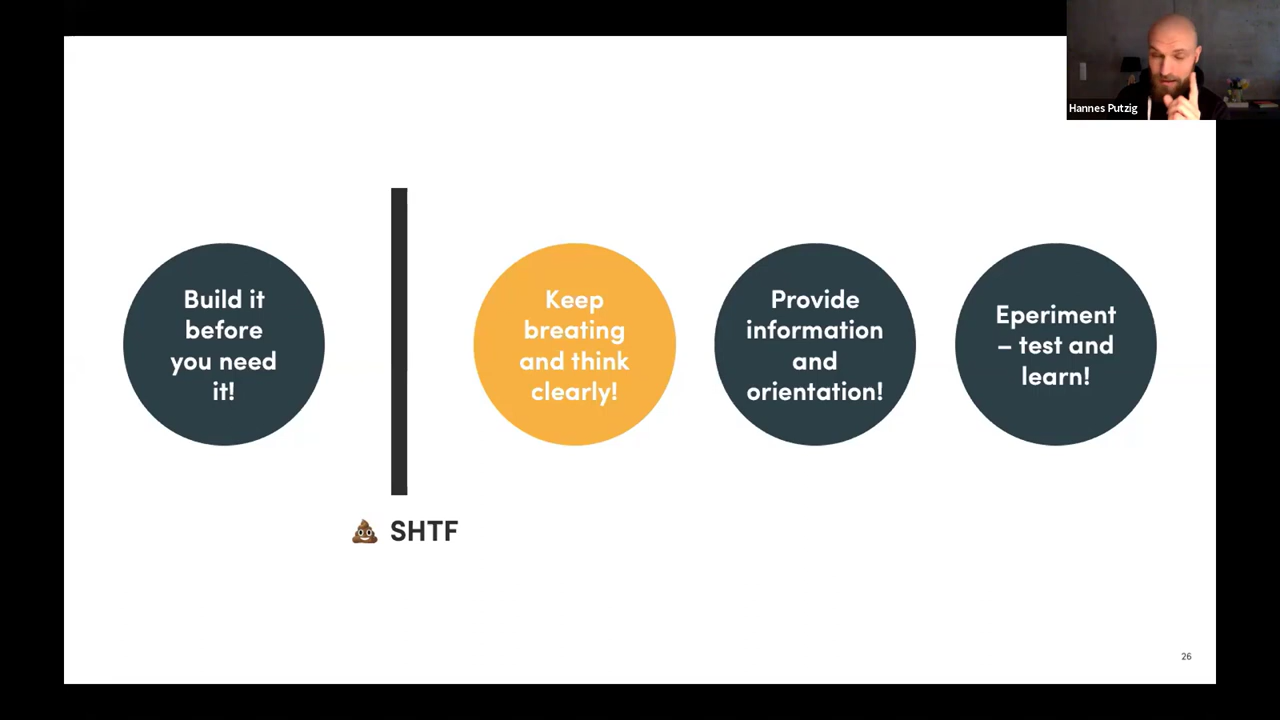 Hannes Putzig
Build it
before
you need
it!
Keep
breating
and think
clearly!
Provide
information
and
orientation!
Eperiment
– test and
learn!
💩 SHTF
26